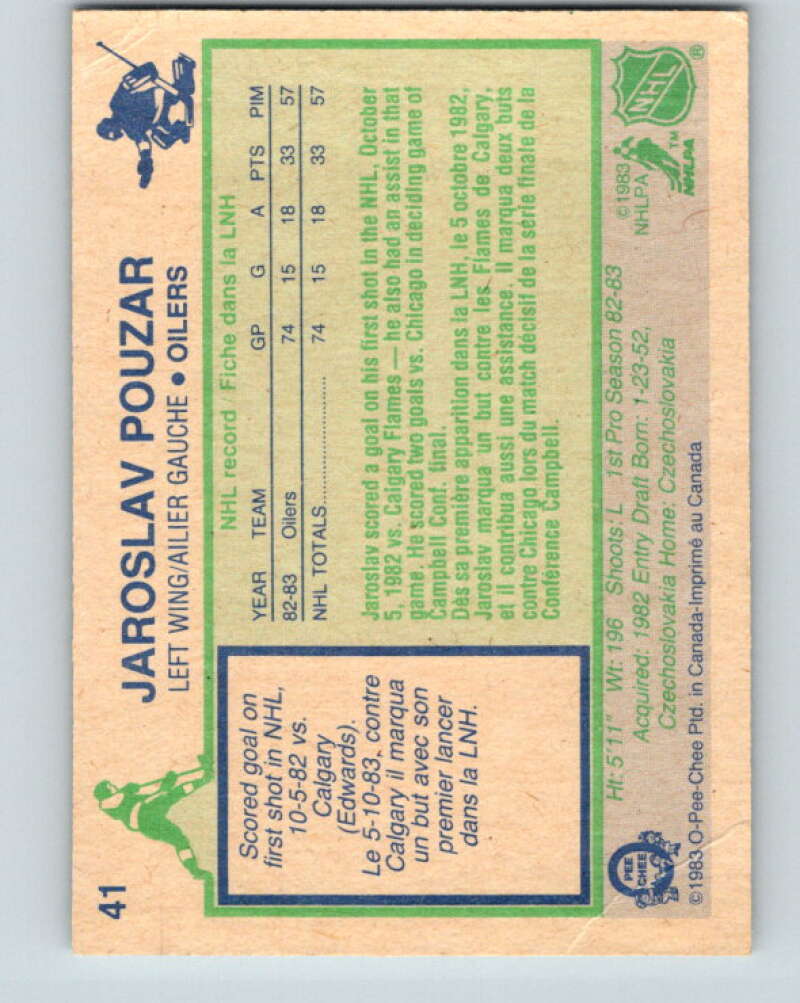 41
JAROSLAV POUZAR
LEFT WING/AILIER GAUCHE • OILERS
Scored goal on
first shot in NHL,
10-5-82 vs.
Calgary
(Edwards).
Le 5-10-83, contre
Calgary il marqua
un but avec son
premier lancer
dans la LNH.
NHL record / Fiche dans la LNH
YEAR TEAM GP G A PTS PIM
82-83 Oilers 74 15 18 33 57
NHL TOTALS........................ 74 15 18 33 57
Jaroslav scored a goal on his first shot in the NHL, October
5, 1982 vs. Calgary Flames — he also had an assist in that
game. He scored two goals vs. Chicago in deciding game of
Campbell Conf. final.
Dès sa première apparition dans la LNH, le 5 octobre 1982,
Jaroslav marqua un but contre les Flames de Calgary,
et il contribua aussi une assistance. Il marqua deux buts
contre Chicago lors du match décisif de la série finale de la
Conférence Campbell.
Ht: 5'11" Wt: 196 Shoots: L 1st Pro Season 82-83
Acquired: 1982 Entry Draft Born: 1-23-52,
Czechoslovakia Home: Czechoslovakia
©1983 O-Pee-Chee Ptd. in Canada-Imprimé au Canada
O
PEE
CHEE
©1983
NHLPA
NHL ®
NHLPA ™